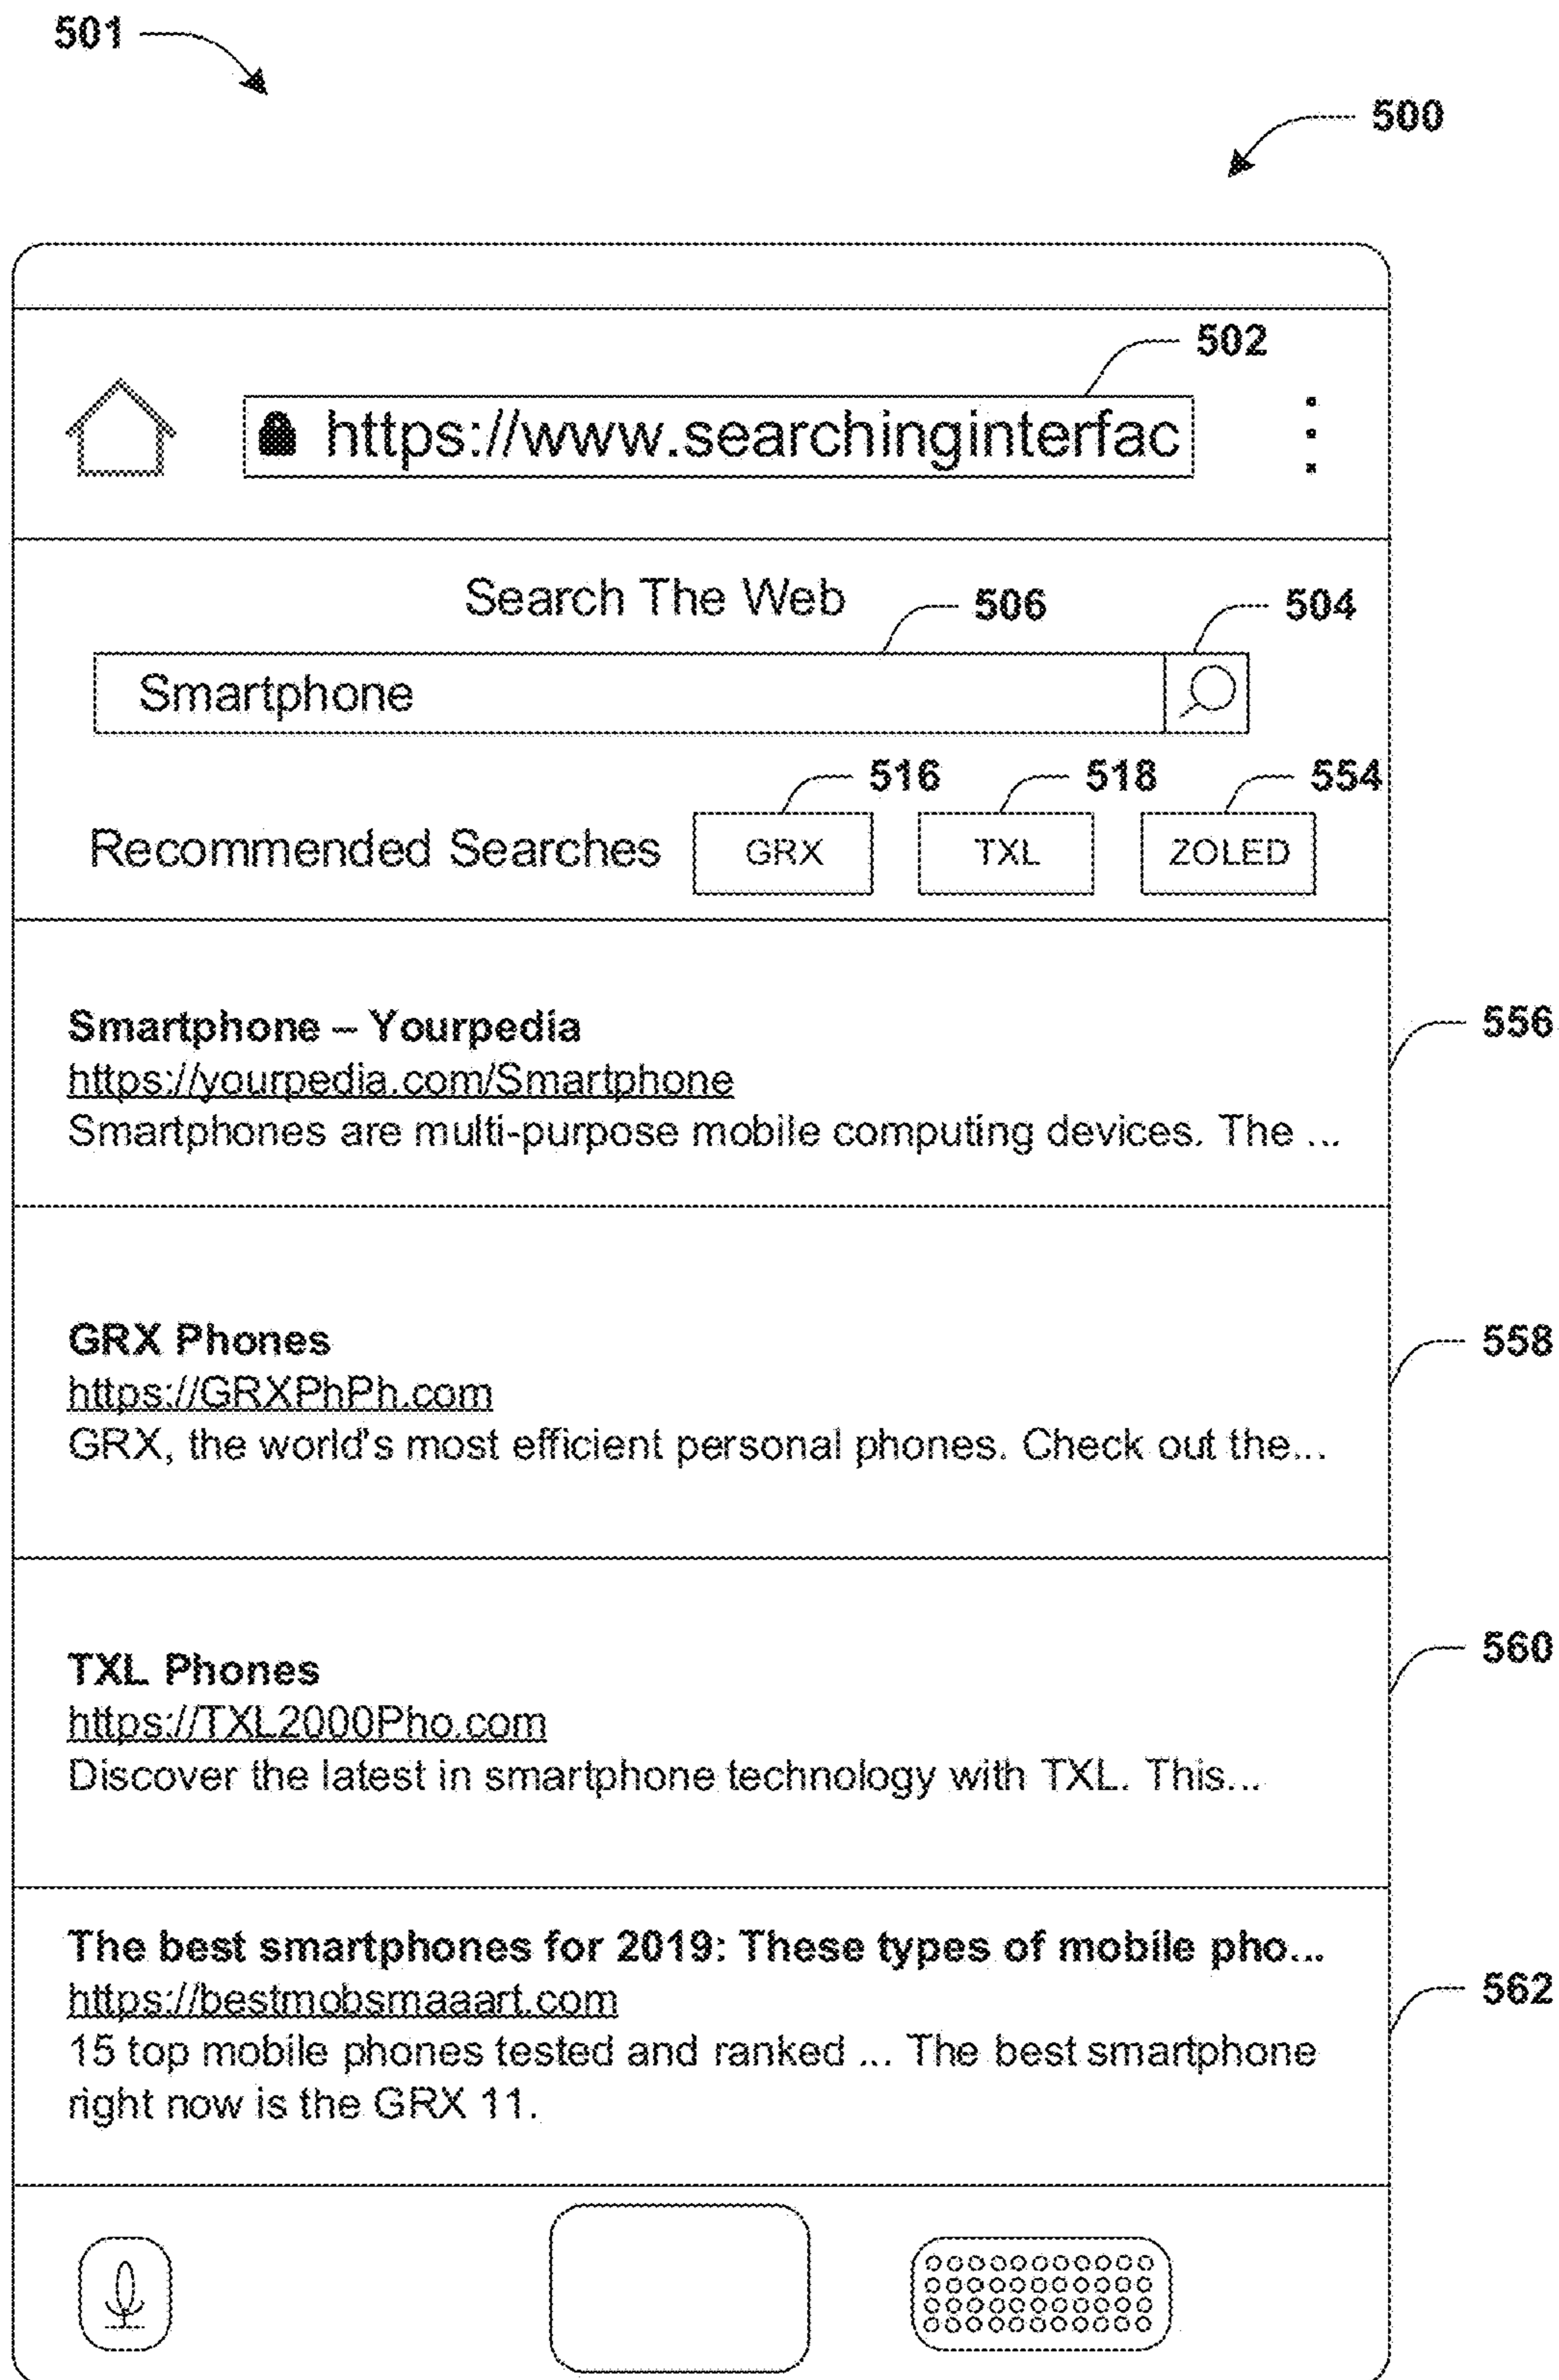 501
500
502
https://www.searchinginterfac
Search The Web
506
504
Smartphone
516
518
554
Recommended Searches
GRX
TXL
ZOLED
Smartphone – Yourpedia
556
https://yourpedia.com/Smartphone
Smartphones are multi-purpose mobile computing devices. The ...
GRX Phones
558
https://GRXPhPh.com
GRX, the world's most efficient personal phones. Check out the...
560
TXL Phones
https://TXL2000Pho.com
Discover the latest in smartphone technology with TXL. This...
The best smartphones for 2019: These types of mobile pho...
562
https://bestmobsmaaart.com
15 top mobile phones tested and ranked ... The best smartphone
right now is the GRX 11.